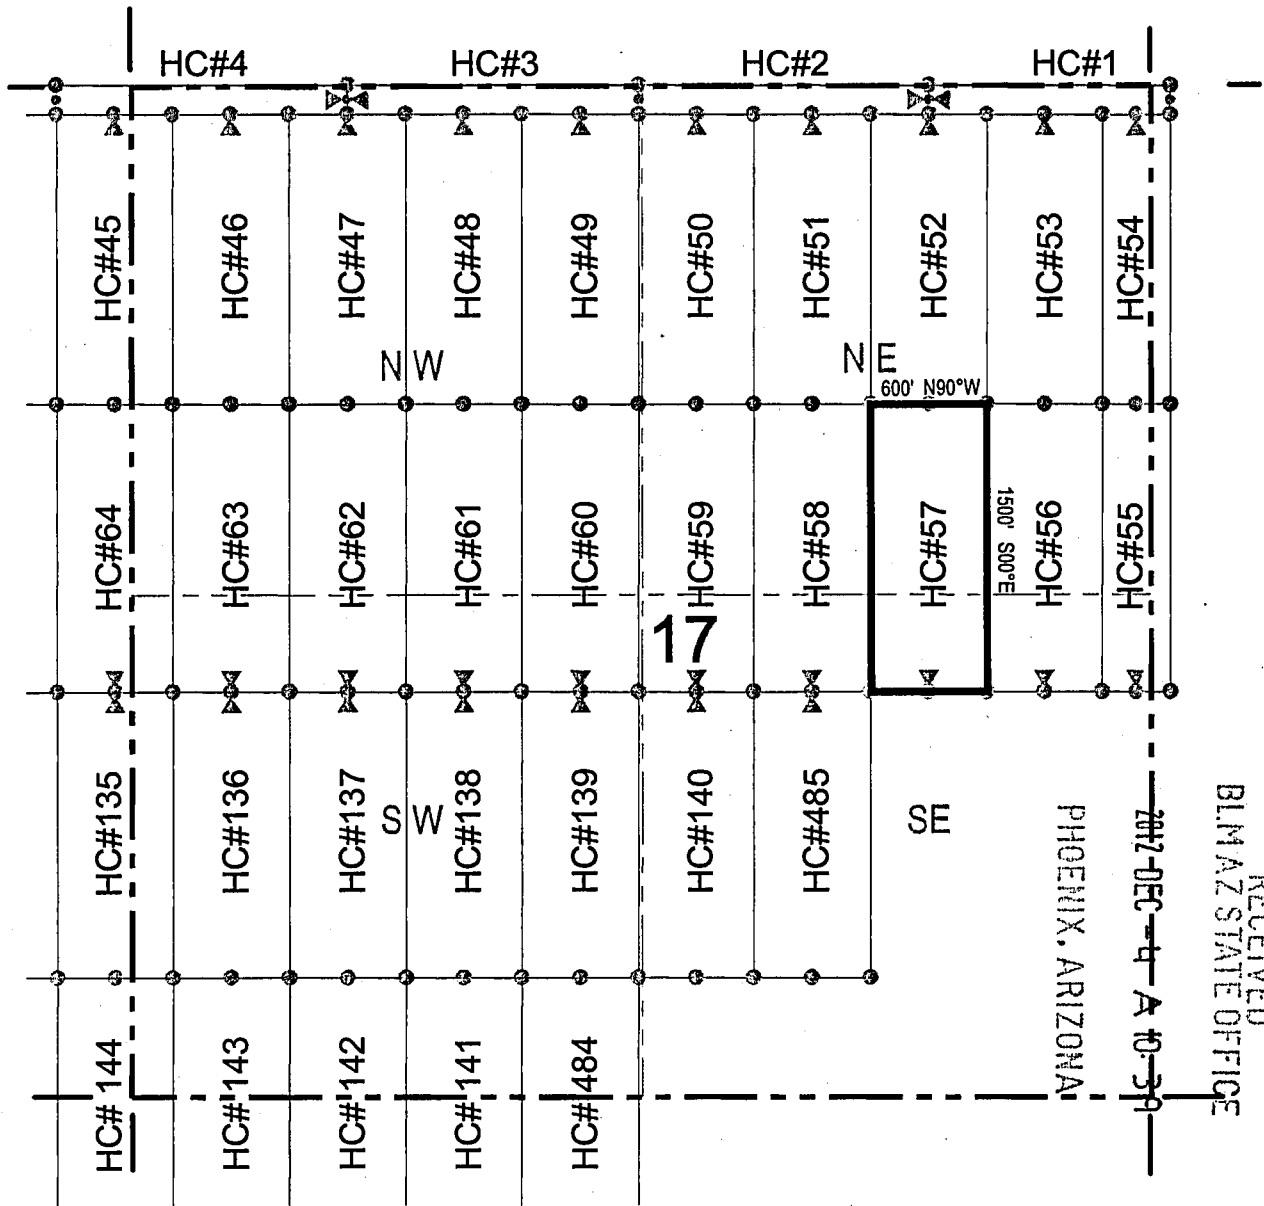 HC#4 HC#3 HC#2 HC#1
HC#45 HC#46 HC#47 HC#48 HC#49 HC#50 HC#51 HC#52 HC#53 HC#54
NW NE
600' N90°W
HC#64 HC#63 HC#62 HC#61 HC#60 HC#59 HC#58 HC#57 HC#56 HC#55
1500' S00°E
17
HC#135 HC#136 HC#137 HC#138 HC#139 HC#140 HC#485
SW SE
HC# 144 HC# 143 HC# 142 HC# 141 HC# 484
RECEIVED
BLM AZ STATE OFFICE
2012 DEC -4 A 10:39
PHOENIX, ARIZONA